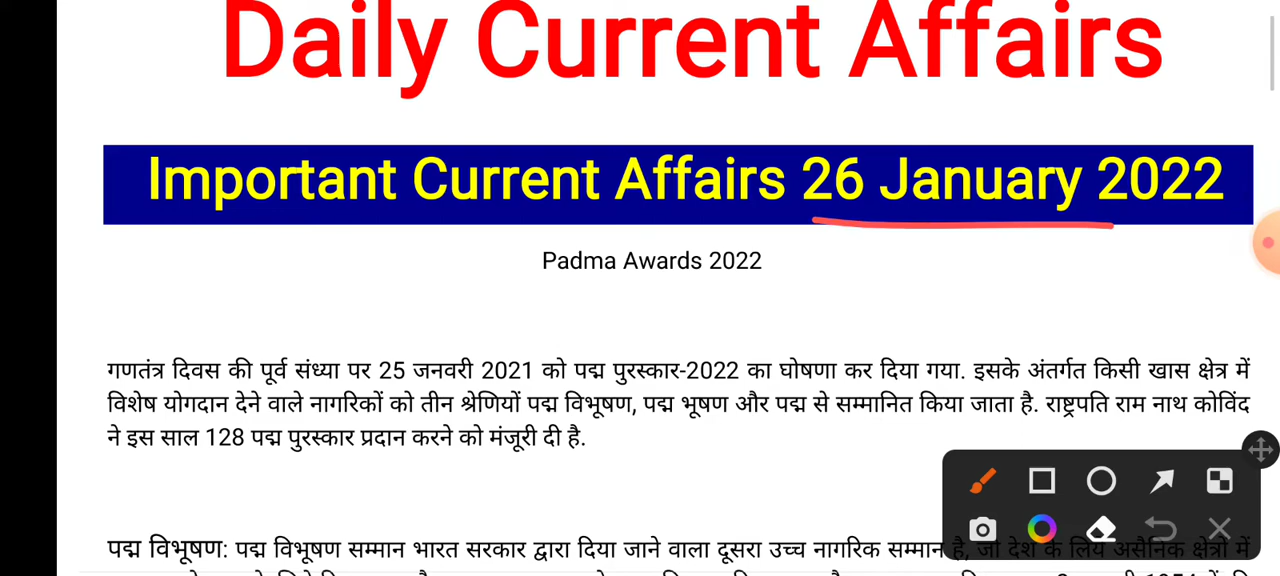 Daily Current Affairs
Important Current Affairs 26 January 2022
Padma Awards 2022
गणतंत्र दिवस की पूर्व संध्या पर 25 जनवरी 2021 को पद्म पुरस्कार-2022 का घोषणा कर दिया गया. इसके अंतर्गत किसी खास क्षेत्र में
विशेष योगदान देने वाले नागरिकों को तीन श्रेणियों पद्म विभूषण, पद्म भूषण और पद्म से सम्मानित किया जाता है. राष्ट्रपति राम नाथ कोविंद
ने इस साल 128 पद्म पुरस्कार प्रदान करने को मंजूरी दी है.
पद्म विभूषण: पद्म विभूषण सम्मान भारत सरकार द्वारा दिया जाने वाला दूसरा उच्च नागरिक सम्मान है, जो देश के लिये असैनिक क्षेत्रों में